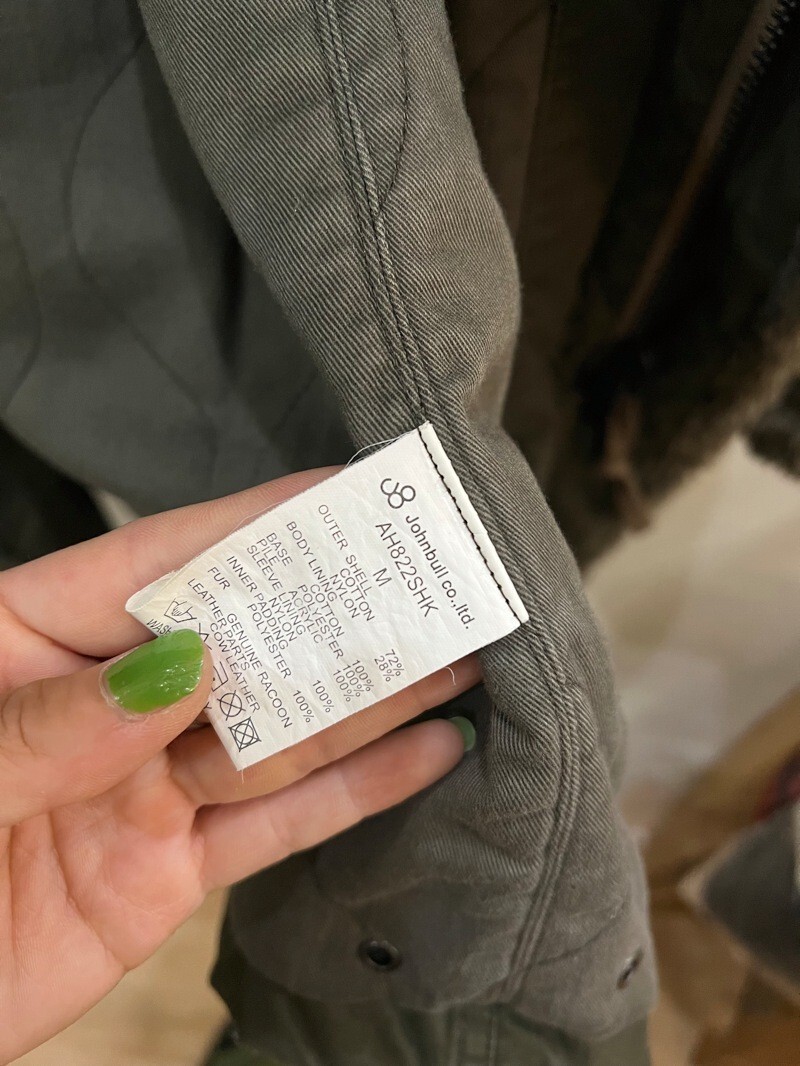 Johnbull co.,ltd.
AH822SHK
M
OUTER SHELL
COTTON 72%
NYLON 28%
BODY LINING
COTTON 100%
BASE POLYESTER 100%
PILE ACRYLIC 100%
SLEEVE LINING
NYLON 100%
INNER PADDING
POLYESTER 100%
FUR GENUINE RACOON
LEATHER PARTS COW LEATHER